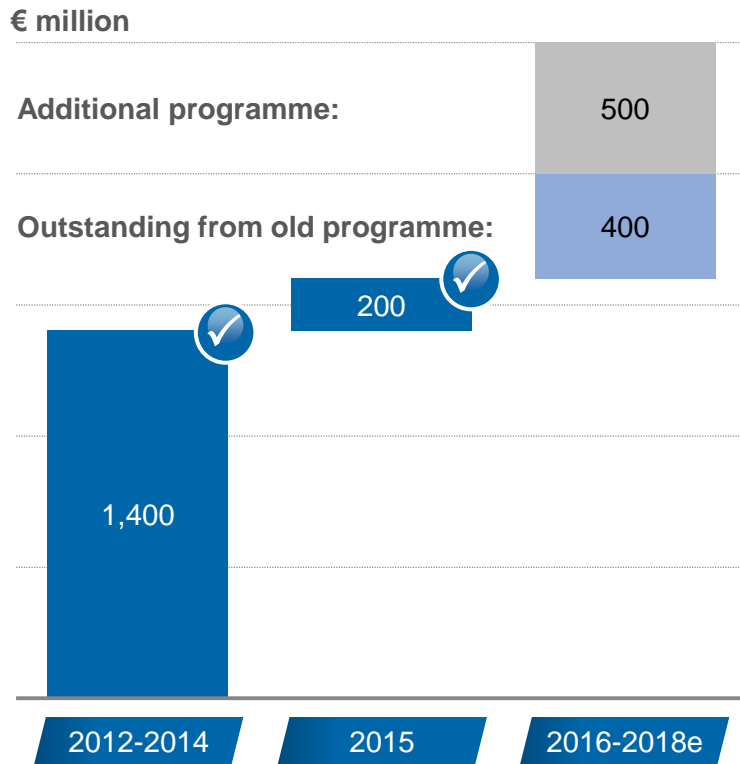 € million
Additional programme:
500
Outstanding from old programme:
400
200
1,400
2012-2014
2015
2016-2018e